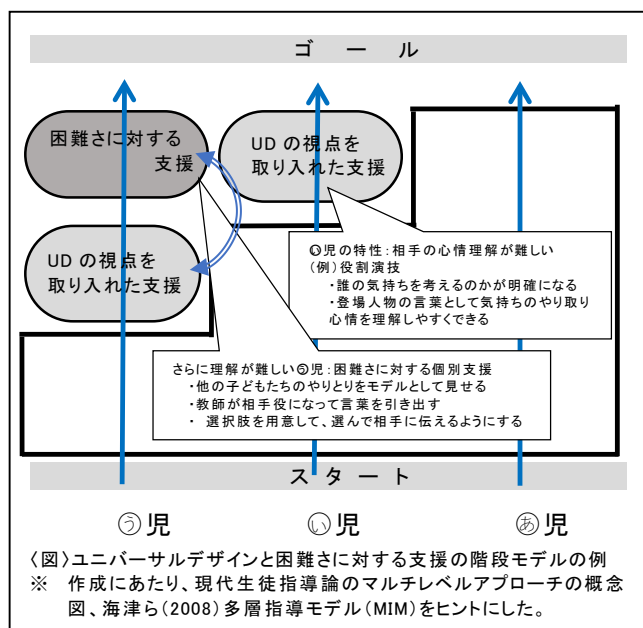 ゴール
困難さに対する
支援
UDの視点を
取り入れた支援
UDの視点を
取り入れた支援
㋑児の特性：相手の心情理解が難しい
（例）役割演技
・誰の気持ちを考えるのかが明確になる
・登場人物の言葉として気持ちのやり取り
心情を理解しやすくできる
さらに理解が難しい㋒児：困難さに対する個別支援
・他の子どもたちのやりとりをモデルとして見せる
・教師が相手役になって言葉を引き出す
・ 選択肢を用意して、選んで相手に伝えるようにする
スタート
う児
い児
あ児
〈図〉ユニバーサルデザインと困難さに対する支援の階段モデルの例
※ 作成にあたり、現代生徒指導論のマルチレベルアプローチの概念
図、海津ら（2008）多層指導モデル（MIM）をヒントにした。